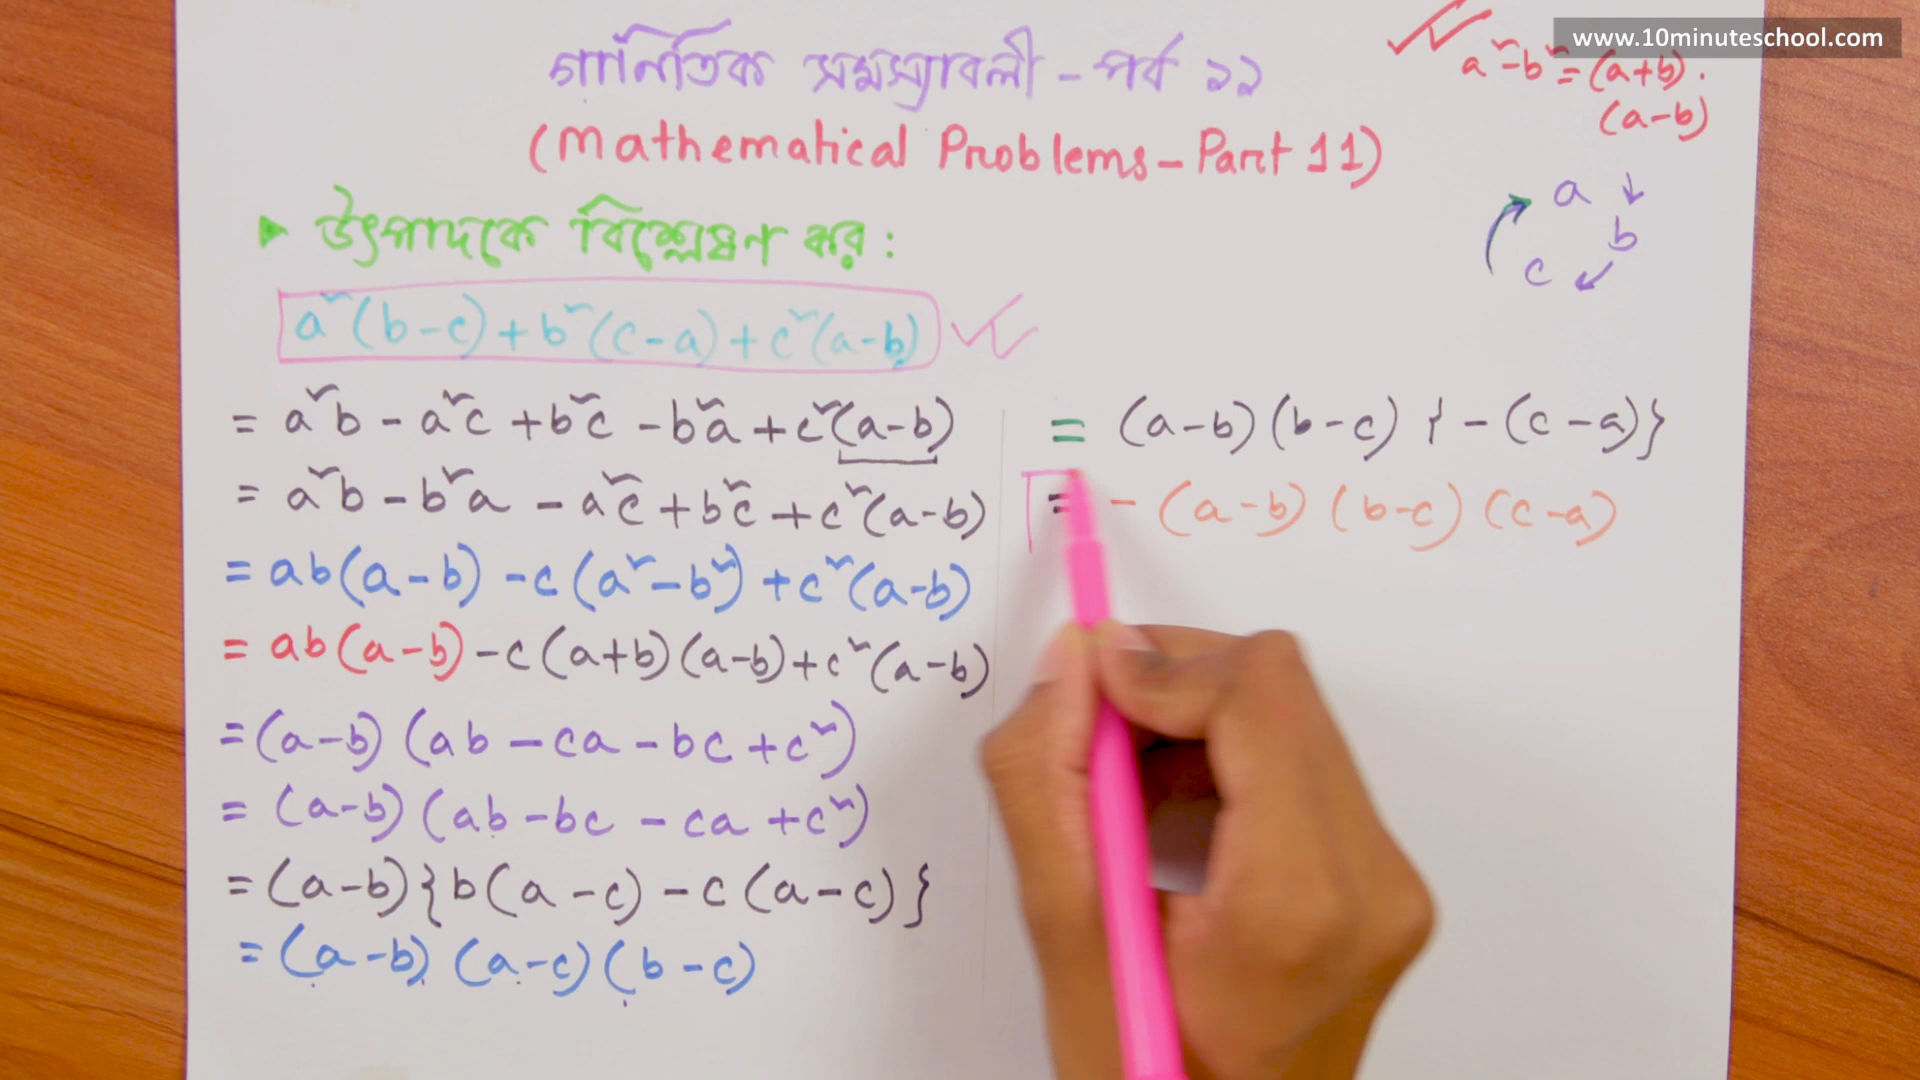 www.10minuteschool.com
গাণিতিক সমস্যাবলী - পর্ব ১১
(Mathematical Problems - Part 11)
a²-b² = (a+b).
(a-b)
a
b
c
▸ উৎপাদকে বিশ্লেষণ কর :
a²(b-c)+b²(c-a)+c²(a-b)
= a²b - a²c + b²c - b²a + c²(a-b)
= a²b - b²a - a²c + b²c + c²(a-b)
= ab(a-b) - c(a²-b²) + c²(a-b)
= ab(a-b) - c(a+b)(a-b) + c²(a-b)
= (a-b)(ab - ca - bc + c²)
= (a-b)(ab - bc - ca + c²)
= (a-b){b(a-c) - c(a-c)}
= (a-b)(a-c)(b-c)
= (a-b)(b-c){-(c-a)}
= -(a-b)(b-c)(c-a)